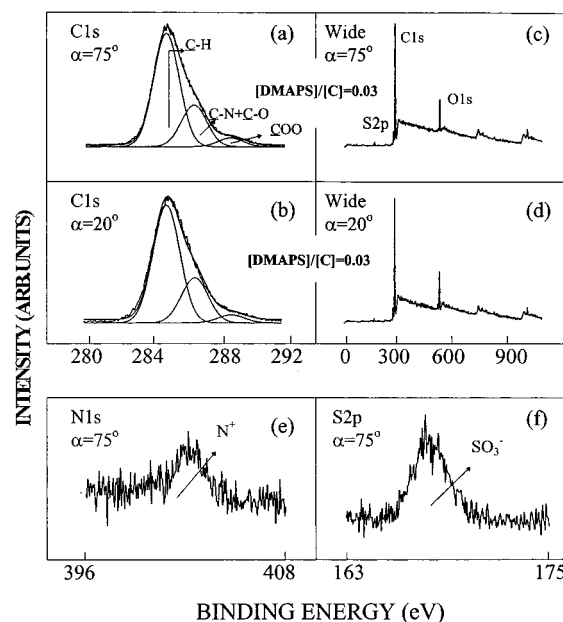 C1s
α=75°
(a)
C-H
[DMAPS]/[C]=0.03
C-N+C-O
COO
Wide
α=75°
C1s
(c)
S2p
O1s
C1s
α=20°
(b)
[DMAPS]/[C]=0.03
Wide
α=20°
(d)
280 284 288 292
0 300 600 900
INTENSITY (ARB.UNITS)
N1s
α=75°
N⁺
(e)
S2p
α=75°
(f)
SO₃⁻
396 408
163 175
BINDING ENERGY (eV)